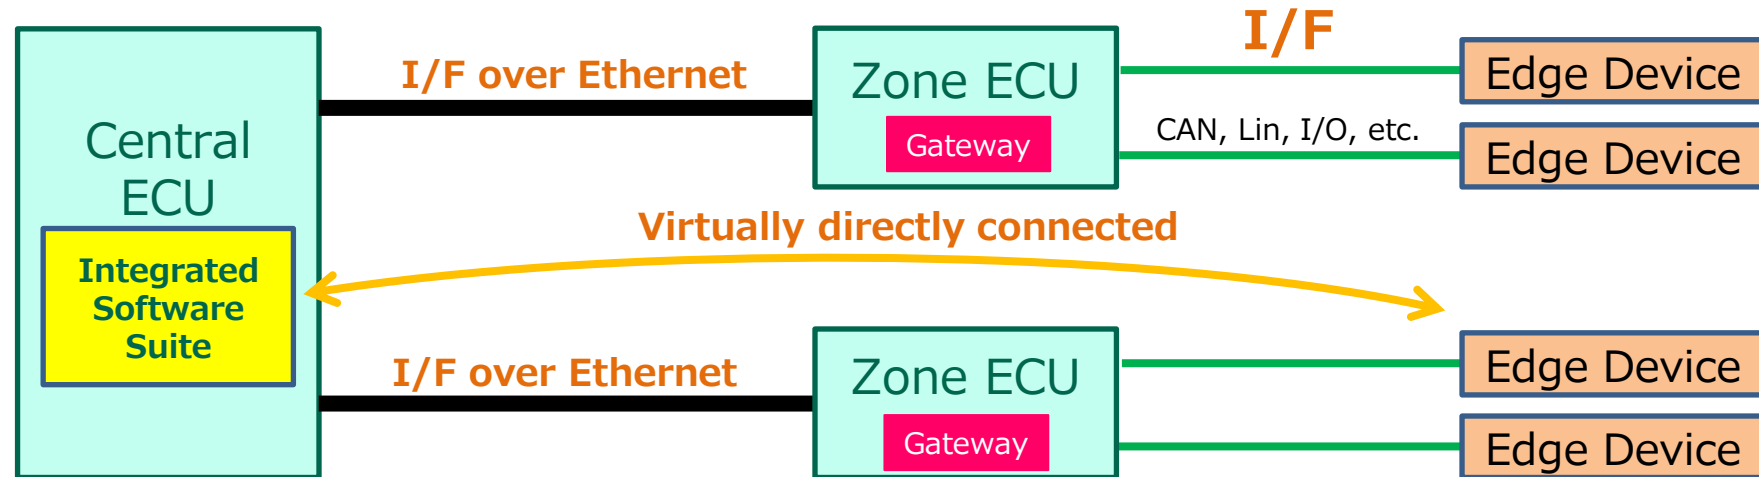 I/F
I/F over Ethernet
Zone ECU
Edge Device
Central
ECU
Gateway
CAN, Lin, I/O, etc.
Edge Device
Virtually directly connected
Integrated
Software
Suite
I/F over Ethernet
Zone ECU
Edge Device
Gateway
Edge Device